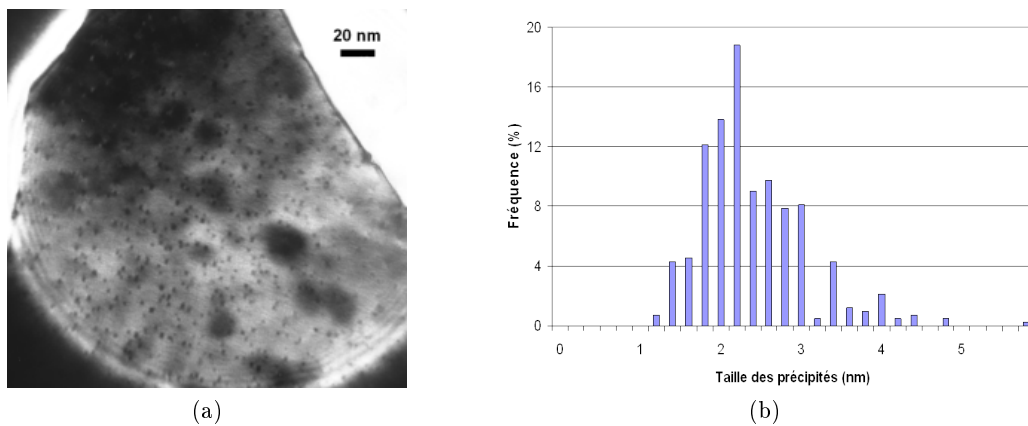 20 nm
20
16
12
8
4
0
Fréquence (%)
0 1 2 3 4 5
Taille des précipités (nm)
(a)
(b)